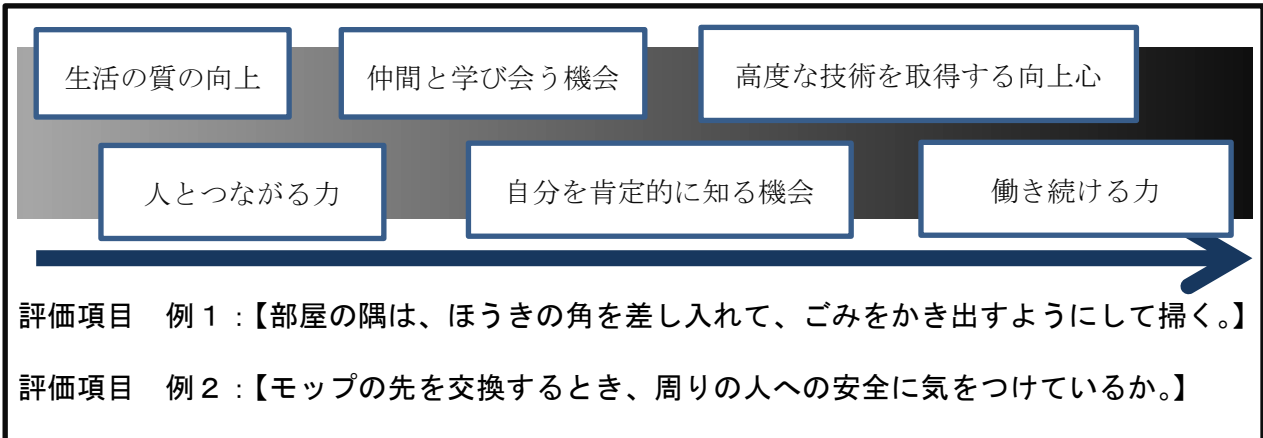 生活の質の向上
仲間と学び会う機会
高度な技術を取得する向上心
人とつながる力
自分を肯定的に知る機会
働き続ける力
評価項目　例１：【部屋の隅は、ほうきの角を差し入れて、ごみをかき出すようにして掃く。】
評価項目　例２：【モップの先を交換するとき、周りの人への安全に気をつけているか。】